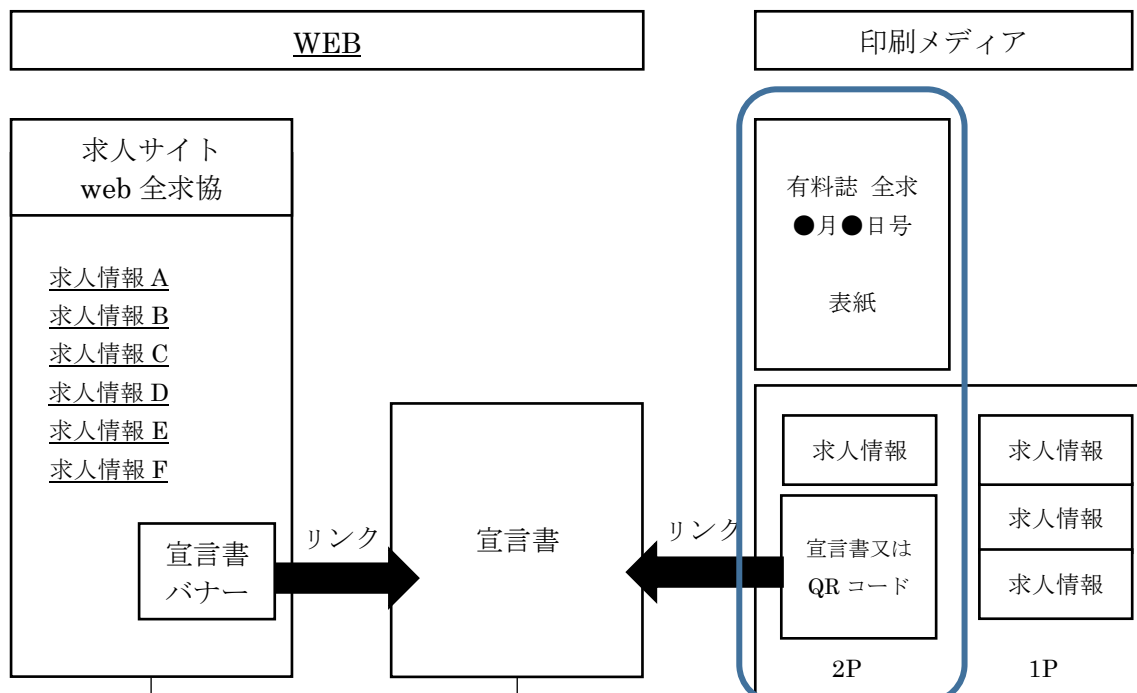 WEB
印刷メディア
求人サイト
web 全求協
求人情報 A
求人情報 B
求人情報 C
求人情報 D
求人情報 E
求人情報 F
宣言書
バナー
リンク
宣言書
リンク
有料誌 全求
●月●日号
表紙
求人情報
宣言書又は
QR コード
2P
求人情報
求人情報
求人情報
1P